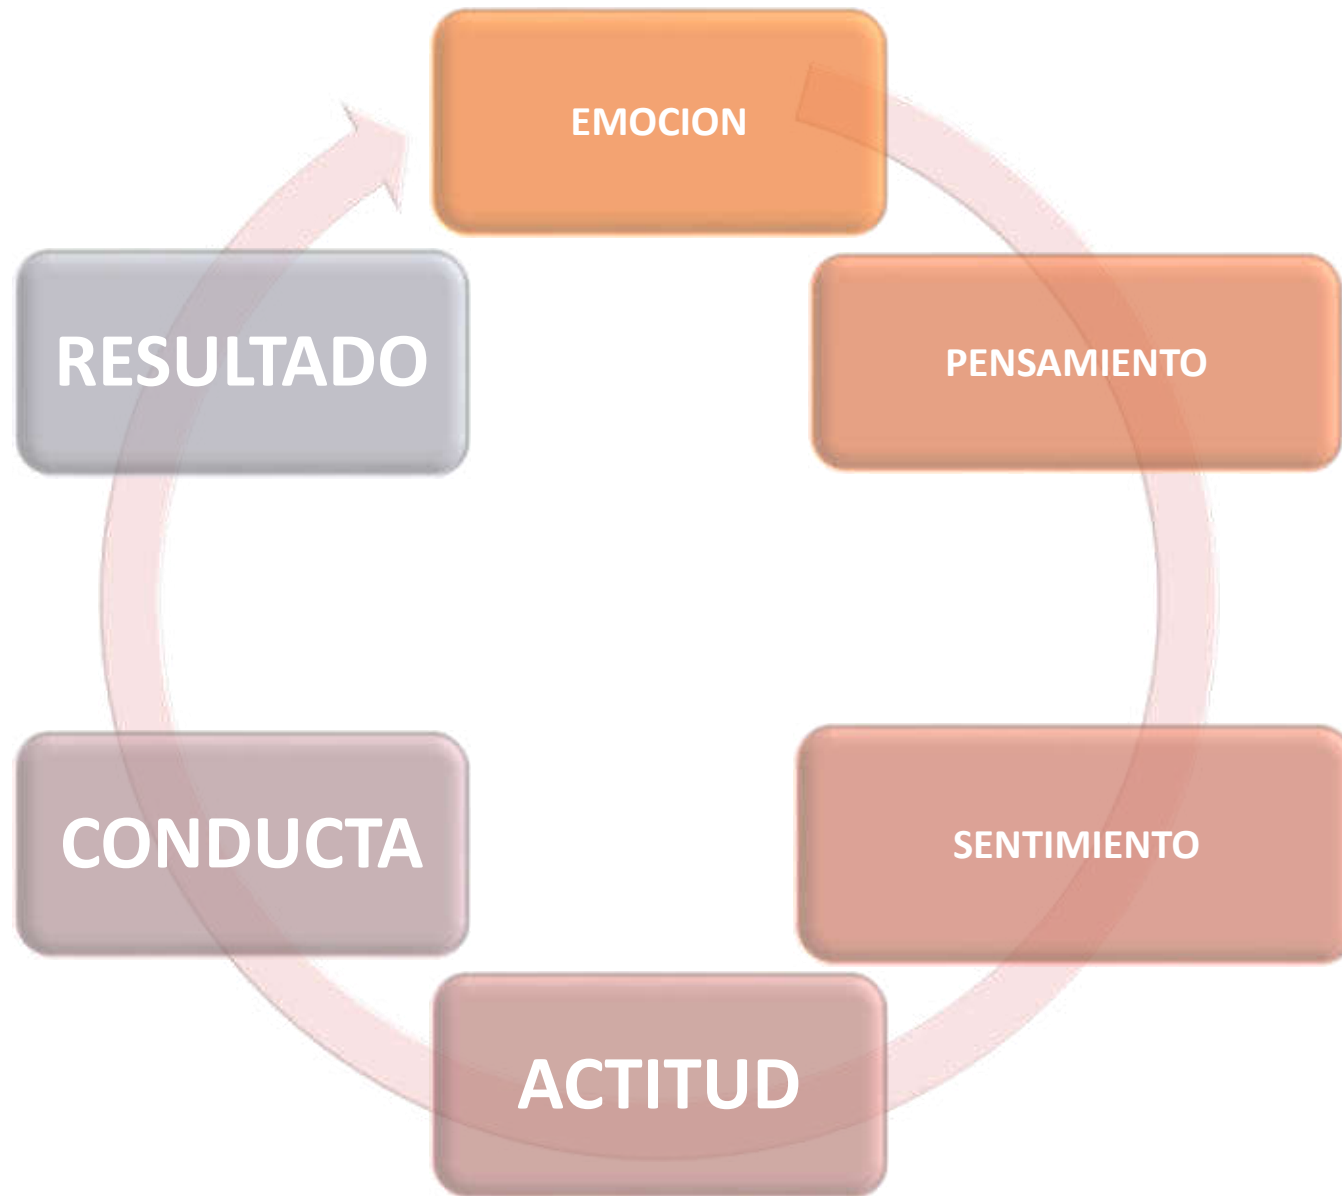 EMOCION
PENSAMIENTO
SENTIMIENTO
ACTITUD
CONDUCTA
RESULTADO